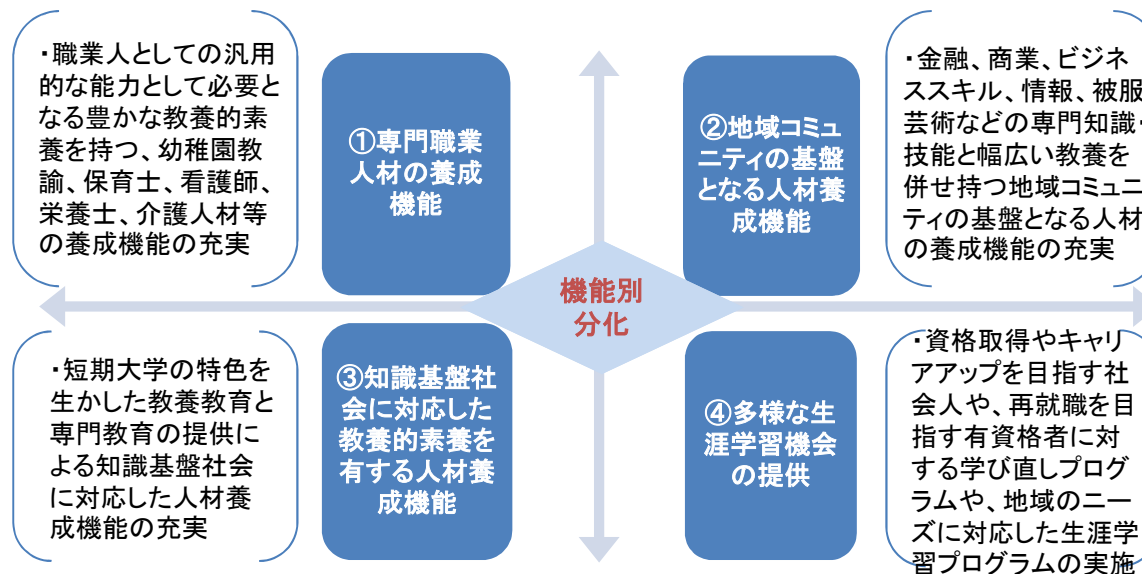 ・職業人としての汎用
的な能力として必要と
なる豊かな教養的素
養を持つ、幼稚園教
諭、保育士、看護師、
栄養士、介護人材等
の養成機能の充実
①専門職業
人材の養成
機能
②地域コミュ
ニティの基盤
となる人材養
成機能
・金融、商業、ビジネ
ススキル、情報、被服
芸術などの専門知識・
技能と幅広い教養を
併せ持つ地域コミュニ
ティの基盤となる人材
の養成機能の充実
機能別
分化
・短期大学の特色を
生かした教養教育と
専門教育の提供に
よる知識基盤社会
に対応した人材養
成機能の充実
③知識基盤社
会に対応した
教養的素養を
有する人材養
成機能
④多様な生
涯学習機会
の提供
・資格取得やキャリ
アアップを目指す社
会人や、再就職を目
指す有資格者に対
する学び直しプログ
ラムや、地域のニー
ズに対応した生涯学
習プログラムの実施